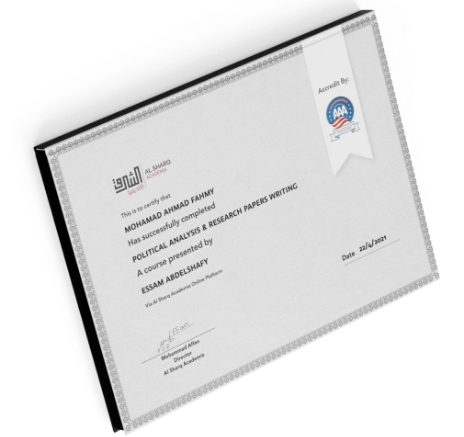 Accredit By:
AAA
الشرق
AL SHARQ
ACADEMIA
This is to certify that
MOHAMAD AHMAD FAHMY
Has successfully completed
POLITICAL ANALYSIS & RESEARCH PAPERS WRITING
A course presented by
ESSAM ABDELSHAFY
Via Al Sharq Academia Online Platform
Date 22/4/2021
Muhammad Affan
Director
Al Sharq Academia